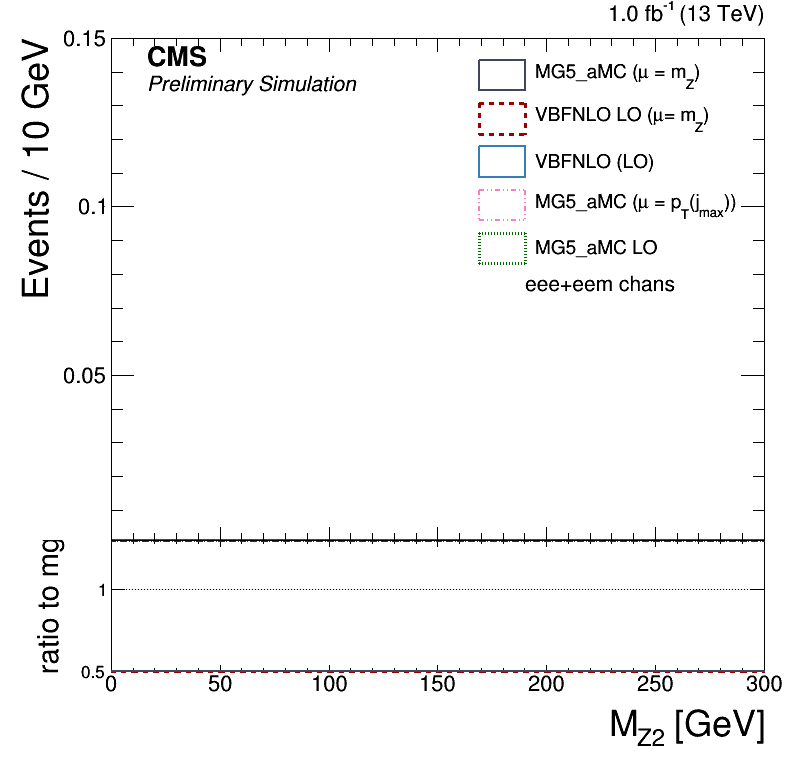 1.0 fb-1 (13 TeV)
CMS
Preliminary Simulation
MG5_aMC (μ = mZ)
VBFNLO LO (μ= mZ)
VBFNLO (LO)
MG5_aMC (μ = pT(jmax))
MG5_aMC LO
eee+eem chans
Events / 10 GeV
0.15
0.1
0.05
ratio to mg
1
0.5
0 50 100 150 200 250 300
MZ2 [GeV]